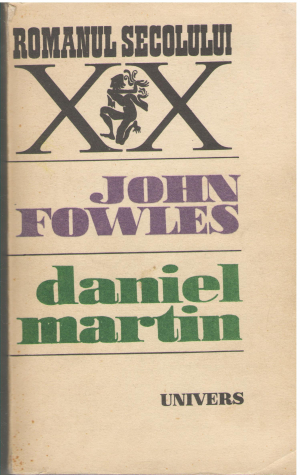 ROMANUL SECOLULUI
XX
JOHN
FOWLES
daniel
martin
UNIVERS